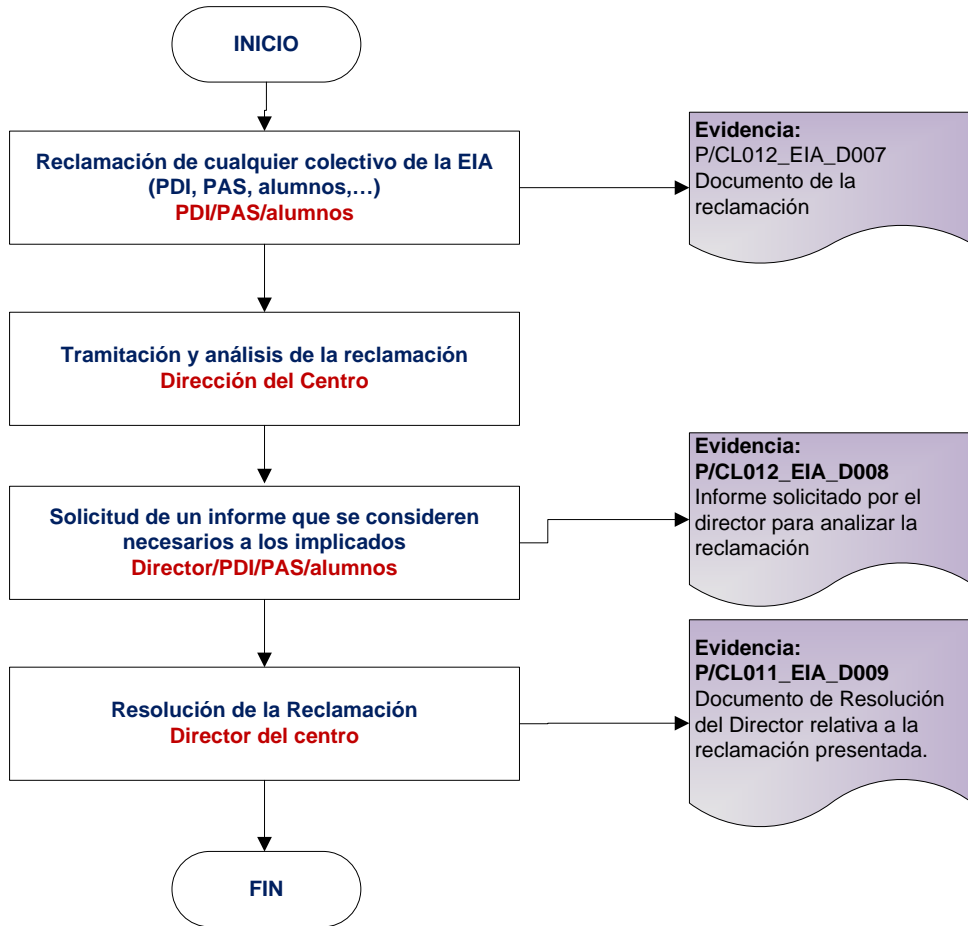 INICIO
Reclamación de cualquier colectivo de la EIA
(PDI, PAS, alumnos,…)
PDI/PAS/alumnos
Evidencia:
P/CL012_EIA_D007
Documento de la
reclamación
Tramitación y análisis de la reclamación
Dirección del Centro
Solicitud de un informe que se consideren
necesarios a los implicados
Director/PDI/PAS/alumnos
Evidencia:
P/CL012_EIA_D008
Informe solicitado por el
director para analizar la
reclamación
Resolución de la Reclamación
Director del centro
Evidencia:
P/CL011_EIA_D009
Documento de Resolución
del Director relativa a la
reclamación presentada.
FIN